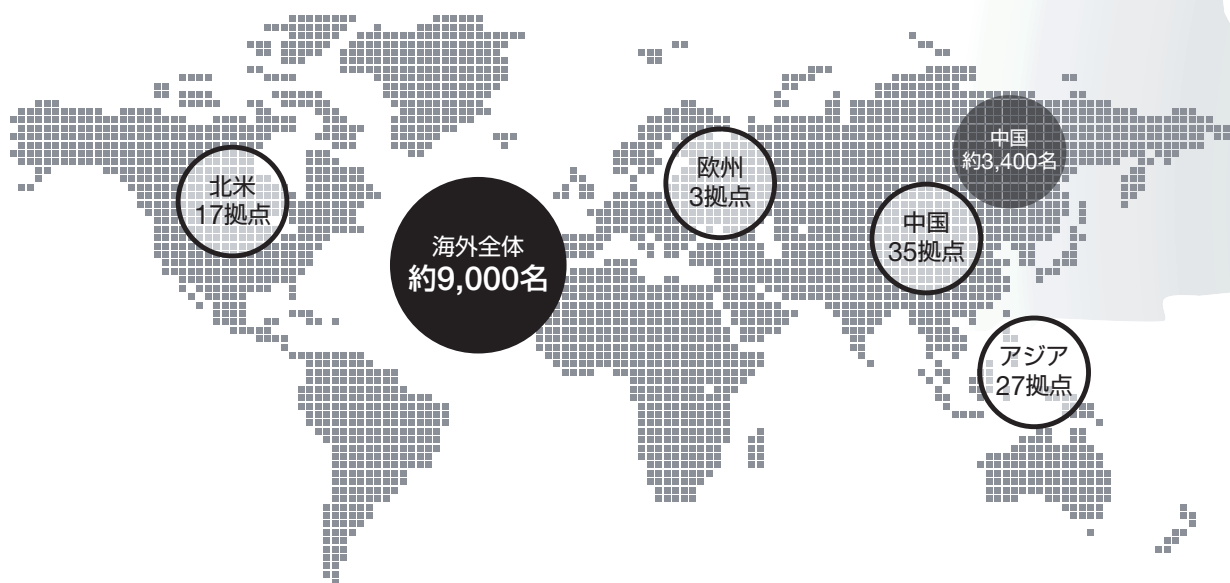 北米
17拠点
海外全体
約9,000名
欧州
3拠点
中国
約3,400名
中国
35拠点
アジア
27拠点